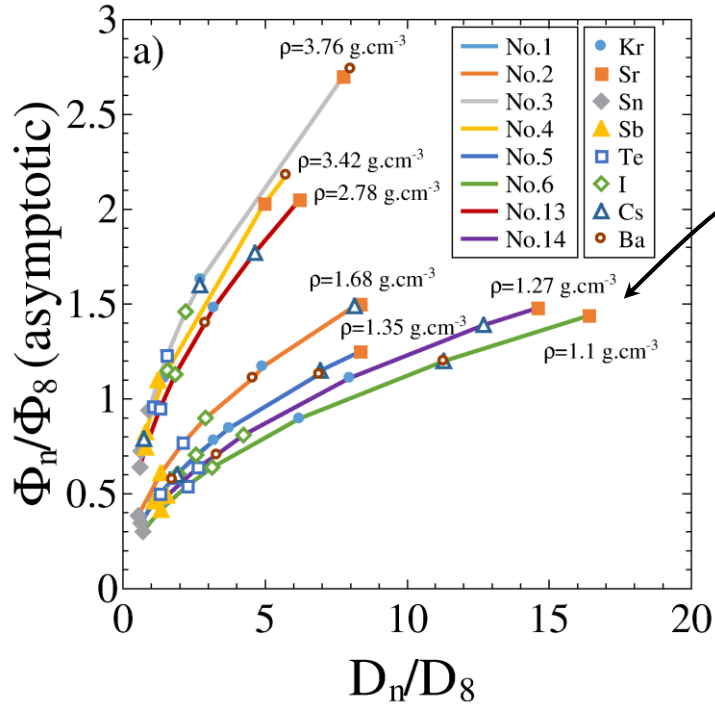 a)
ρ=3.76 g.cm⁻³
ρ=3.42 g.cm⁻³
ρ=2.78 g.cm⁻³
ρ=1.68 g.cm⁻³
ρ=1.35 g.cm⁻³
ρ=1.27 g.cm⁻³
ρ=1.1 g.cm⁻³
No.1
No.2
No.3
No.4
No.5
No.6
No.13
No.14
Kr
Sr
Sn
Sb
Te
I
Cs
Ba
3
2.5
2
1.5
1
0.5
0
Φₙ/Φ₈ (asymptotic)
0
5
10
15
20
Dₙ/D₈